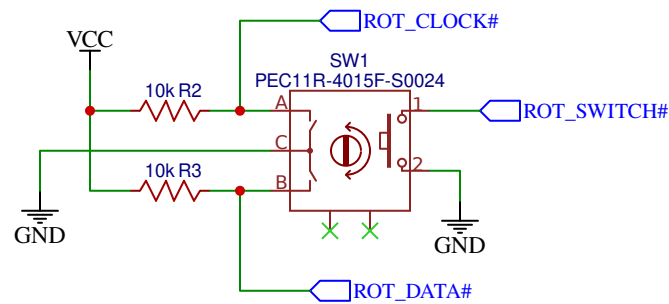 ROT_CLOCK#
VCC
SW1
PEC11R-4015F-S0024
10k R2
A
1
ROT_SWITCH#
C
10k R3
B
2
GND
GND
ROT_DATA#